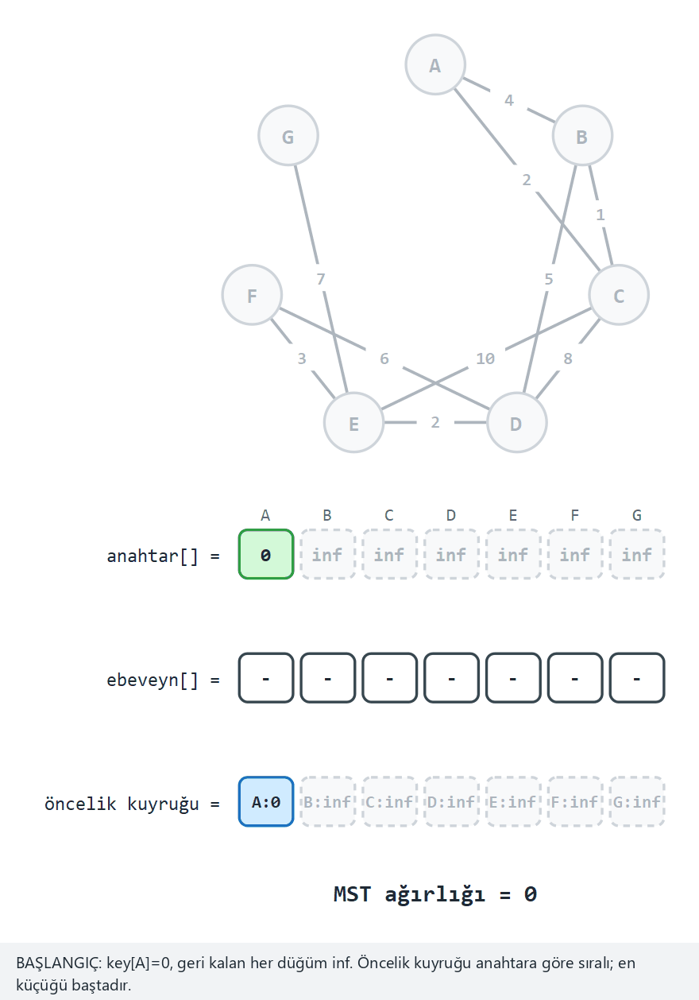 A
4
G
B
2
1
7
5
F
C
3
6
10
8
E
2
D
A B C D E F G
anahtar[] = 0 inf inf inf inf inf inf
ebeveyn[] = - - - - - - -
öncelik kuyruğu = A:0 B:inf C:inf D:inf E:inf F:inf G:inf
MST ağırlığı = 0
BAŞLANGIÇ: key[A]=0, geri kalan her düğüm inf. Öncelik kuyruğu anahtara göre sıralı; en
küçüğü baştadır.